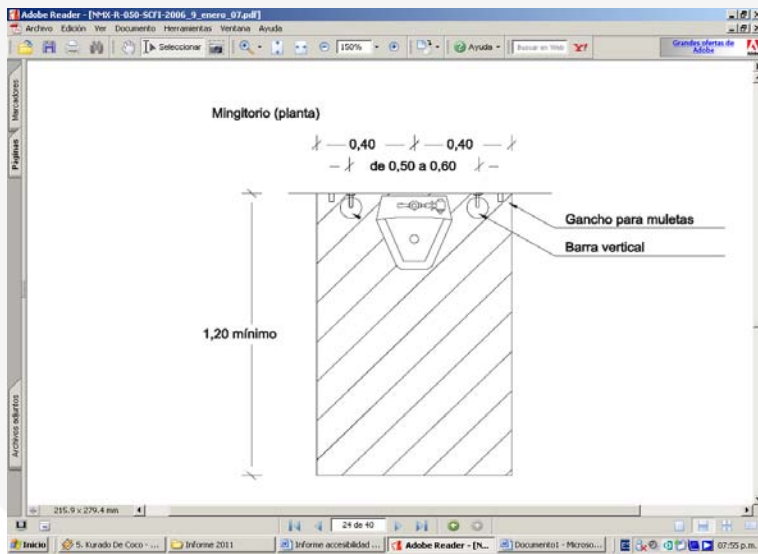 Adobe Reader - [NMX-R-050-SCFI-2006_9_enero_07.pdf]
Archivo Edición Ver Documento Herramientas Ventana Ayuda
Seleccionar 150% Ayuda Buscar en Web Y! Grandes ofertas de Adobe
Marcadores
Páginas
Archivos adjuntos
Mingitorio (planta)
0,40 0,40
de 0,50 a 0,60
Gancho para muletas
Barra vertical
1,20 mínimo
215.9 x 279.4 mm
24 de 40
Inicio 5. Kurado De Coco - ... Informe 2011 Informe accesibilidad ... Adobe Reader - [N... Documento1 - Microso... 07:55 p.m.